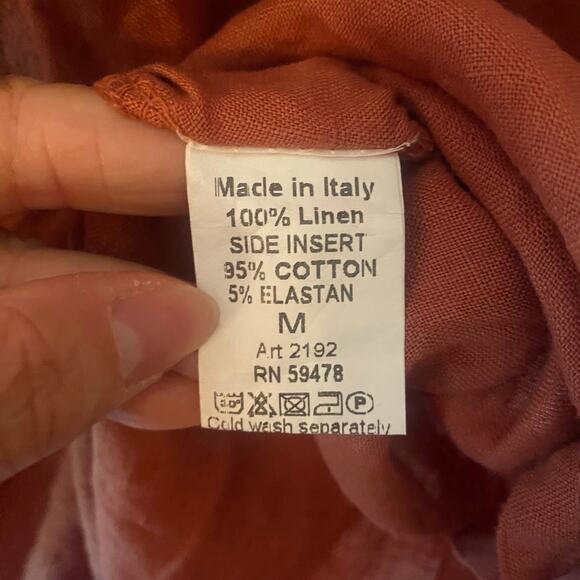 Made in Italy
100% Linen
SIDE INSERT
95% COTTON
5% ELASTAN
M
Art 2192
RN 59478
P
Cold wash separately